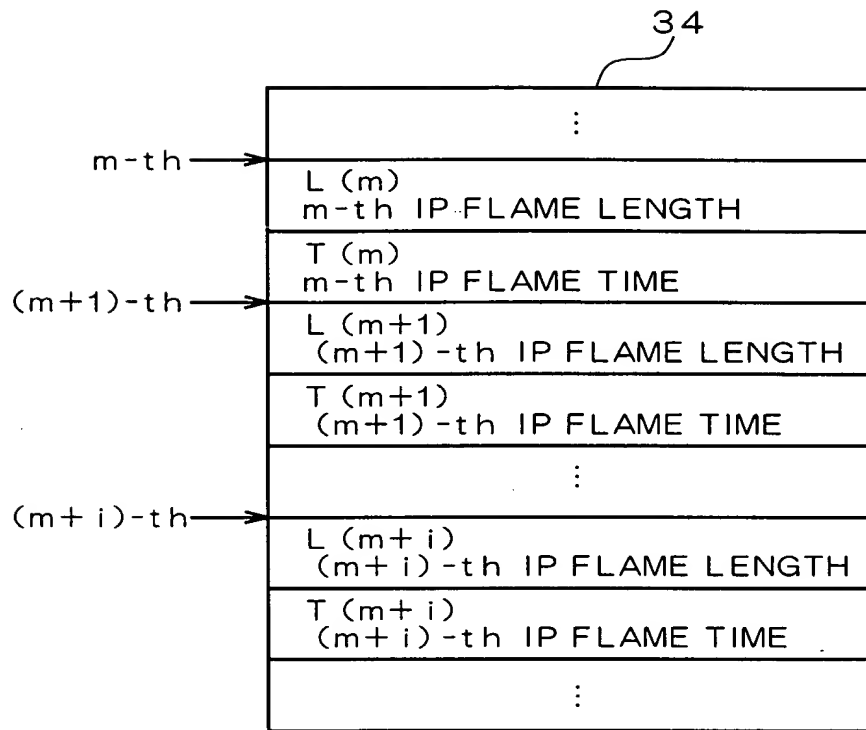 34
⋮
m-th
L (m)
m-th IP FLAME LENGTH
T (m)
m-th IP FLAME TIME
(m+1)-th
L (m+1)
(m+1)-th IP FLAME LENGTH
T (m+1)
(m+1)-th IP FLAME TIME
⋮
(m+i)-th
L (m+i)
(m+i)-th IP FLAME LENGTH
T (m+i)
(m+i)-th IP FLAME TIME
⋮